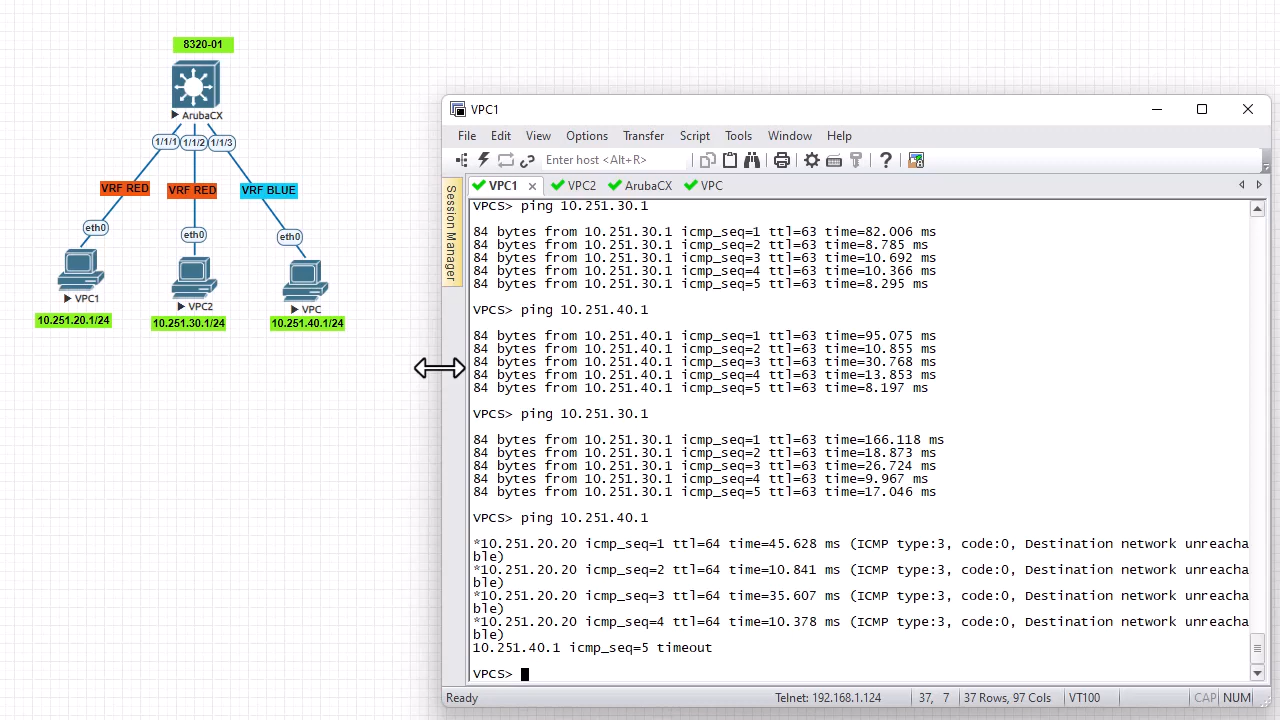 8320-01
ArubaCX
1/1/1 1/1/2 1/1/3
VRF RED VRF RED VRF BLUE
eth0 eth0 eth0
VPC1 VPC2 VPC
10.251.20.1/24 10.251.30.1/24 10.251.40.1/24
VPC1
File Edit View Options Transfer Script Tools Window Help
Enter host <Alt+R>
Session Manager
VPC1 VPC2 ArubaCX VPC
VPCS> ping 10.251.30.1
84 bytes from 10.251.30.1 icmp_seq=1 ttl=63 time=82.006 ms
84 bytes from 10.251.30.1 icmp_seq=2 ttl=63 time=8.785 ms
84 bytes from 10.251.30.1 icmp_seq=3 ttl=63 time=10.692 ms
84 bytes from 10.251.30.1 icmp_seq=4 ttl=63 time=10.366 ms
84 bytes from 10.251.30.1 icmp_seq=5 ttl=63 time=8.295 ms
VPCS> ping 10.251.40.1
84 bytes from 10.251.40.1 icmp_seq=1 ttl=63 time=95.075 ms
84 bytes from 10.251.40.1 icmp_seq=2 ttl=63 time=10.855 ms
84 bytes from 10.251.40.1 icmp_seq=3 ttl=63 time=30.768 ms
84 bytes from 10.251.40.1 icmp_seq=4 ttl=63 time=13.853 ms
84 bytes from 10.251.40.1 icmp_seq=5 ttl=63 time=8.197 ms
VPCS> ping 10.251.30.1
84 bytes from 10.251.30.1 icmp_seq=1 ttl=63 time=166.118 ms
84 bytes from 10.251.30.1 icmp_seq=2 ttl=63 time=18.873 ms
84 bytes from 10.251.30.1 icmp_seq=3 ttl=63 time=26.724 ms
84 bytes from 10.251.30.1 icmp_seq=4 ttl=63 time=9.967 ms
84 bytes from 10.251.30.1 icmp_seq=5 ttl=63 time=17.046 ms
VPCS> ping 10.251.40.1
*10.251.20.20 icmp_seq=1 ttl=64 time=45.628 ms (ICMP type:3, code:0, Destination network unreacha
ble)
*10.251.20.20 icmp_seq=2 ttl=64 time=10.841 ms (ICMP type:3, code:0, Destination network unreacha
ble)
*10.251.20.20 icmp_seq=3 ttl=64 time=35.607 ms (ICMP type:3, code:0, Destination network unreacha
ble)
*10.251.20.20 icmp_seq=4 ttl=64 time=10.378 ms (ICMP type:3, code:0, Destination network unreacha
ble)
10.251.40.1 icmp_seq=5 timeout
VPCS>
Ready Telnet: 192.168.1.124 37, 7 37 Rows, 97 Cols VT100 CAP NUM